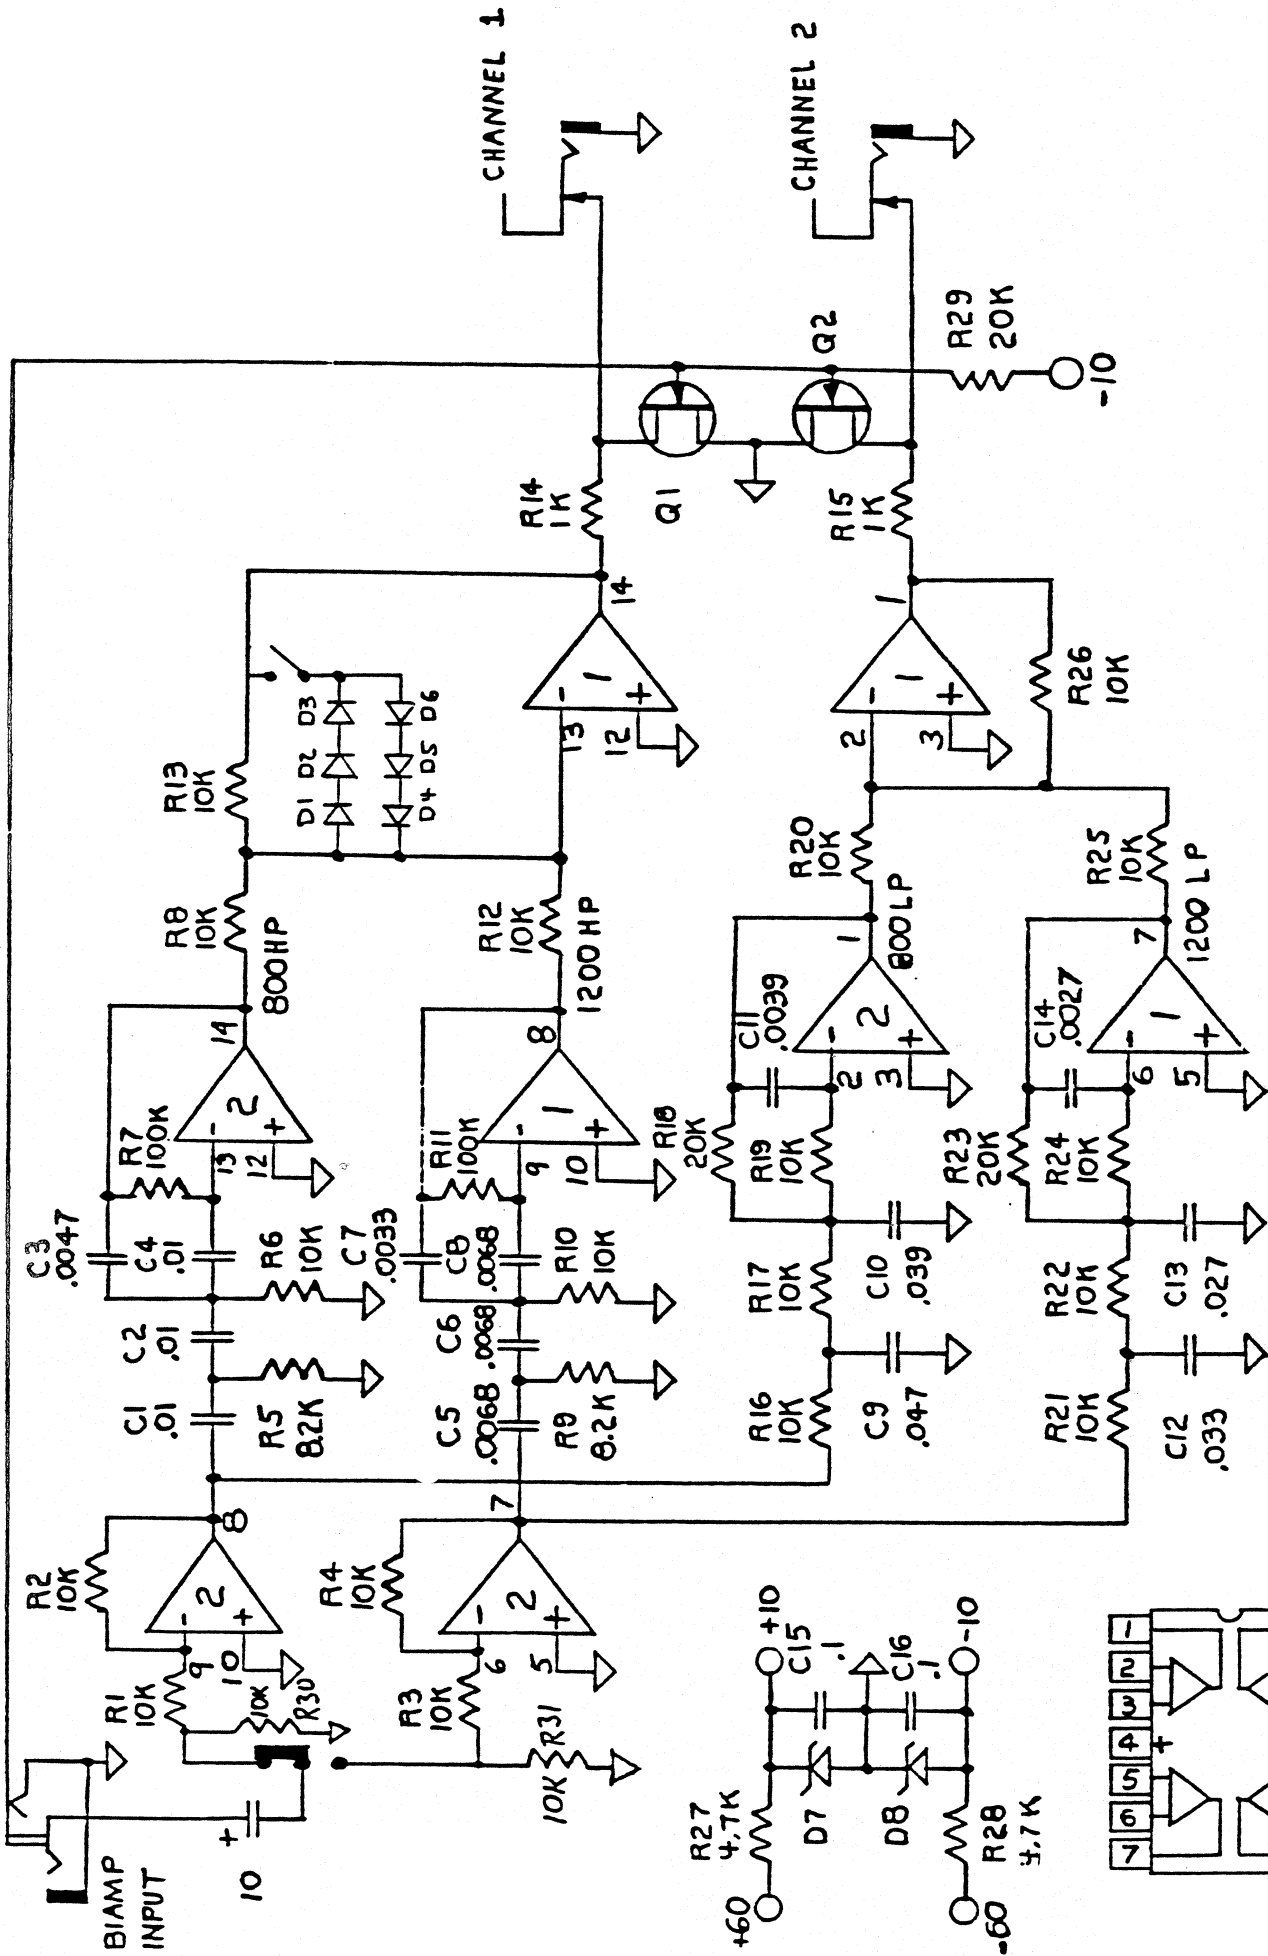 BIAMP
INPUT
10
+
R1
10K
10K
R30
R2
10K
9
10
-
+
2
8
R3
10K
10K
R31
R4
10K
6
5
-
+
2
7
C1
.01
R5
8.2K
C2
.01
R6
10K
C3
.0047
C4
.01
R7
100K
13
12
-
+
2
14
800HP
R8
10K
C5
.0068
R9
8.2K
C6
.0068
R10
10K
C7
.0033
C8
.0068
R11
100K
9
10
-
+
1
8
1200HP
R12
10K
R13
10K
D1
D2
D3
D4
D5
D6
13
12
-
+
1
14
R14
1K
Q1
CHANNEL 1
R16
10K
C9
.047
R17
10K
C10
.039
R18
20K
R19
10K
C11
.0039
2
3
-
+
2
1
800LP
R20
10K
R21
10K
C12
.033
R22
10K
C13
.027
R23
20K
R24
10K
C14
.0027
6
5
-
+
1
7
1200LP
R25
10K
2
3
-
+
1
1
R26
10K
R15
1K
Q2
R29
20K
-10
CHANNEL 2
+60
R27
4.7K
D7
C15
.1
+10
-60
R28
4.7K
D8
C16
.1
-10
1
2
3
4
+
5
6
7